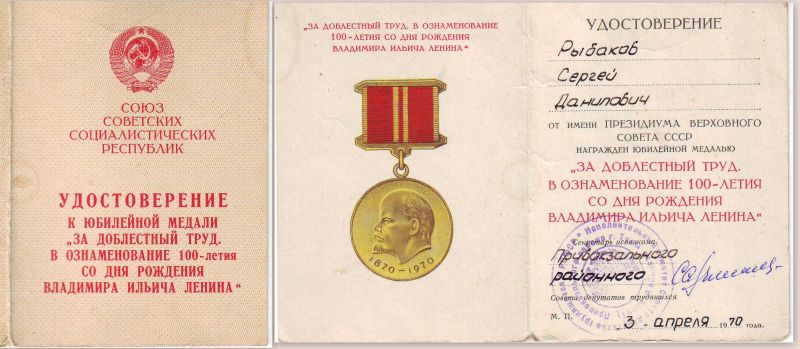 СОЮЗ
СОВЕТСКИХ
СОЦИАЛИСТИЧЕСКИХ
РЕСПУБЛИК
УДОСТОВЕРЕНИЕ
К ЮБИЛЕЙНОЙ МЕДАЛИ
„ЗА ДОБЛЕСТНЫЙ ТРУД.
В ОЗНАМЕНОВАНИЕ 100-летия
СО ДНЯ РОЖДЕНИЯ
ВЛАДИМИРА ИЛЬИЧА ЛЕНИНА“
„ЗА ДОБЛЕСТНЫЙ ТРУД. В ОЗНАМЕНОВАНИЕ
100-ЛЕТИЯ СО ДНЯ РОЖДЕНИЯ
ВЛАДИМИРА ИЛЬИЧА ЛЕНИНА“
1870–1970
УДОСТОВЕРЕНИЕ
Рыбаков
Сергей
Данилович
ОТ ИМЕНИ ПРЕЗИДИУМА ВЕРХОВНОГО
СОВЕТА СССР
НАГРАЖДЕН ЮБИЛЕЙНОЙ МЕДАЛЬЮ
„ЗА ДОБЛЕСТНЫЙ ТРУД.
В ОЗНАМЕНОВАНИЕ 100-ЛЕТИЯ
СО ДНЯ РОЖДЕНИЯ
ВЛАДИМИРА ИЛЬИЧА ЛЕНИНА“
Секретарь исполкома
Привокзального
районного
Совета депутатов трудящихся
М. П.
3 - апреля 1970 года.